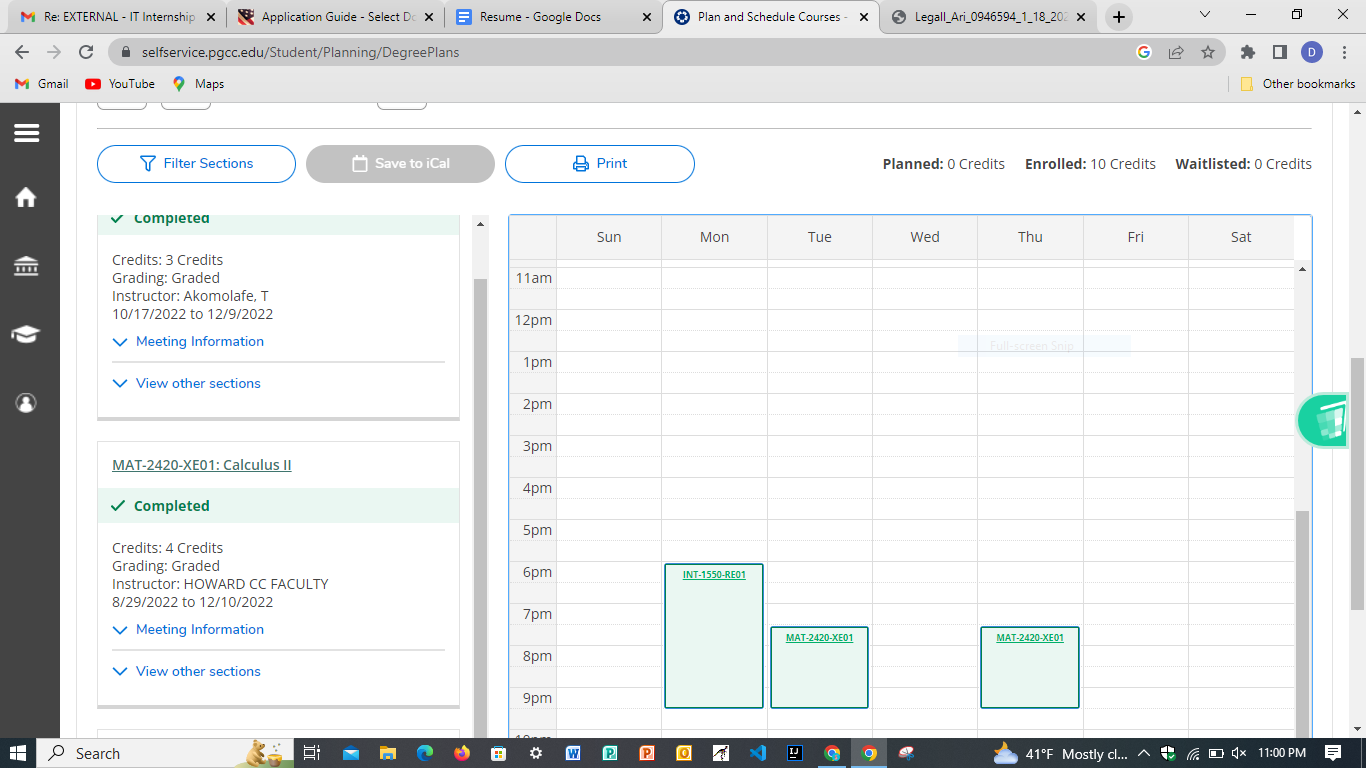 Re: EXTERNAL - IT Internship
Application Guide - Select Do
Resume - Google Docs
Plan and Schedule Courses -
Legall_Ari_0946594_1_18_202
selfservice.pgcc.edu/Student/Planning/DegreePlans
D
Gmail
YouTube
Maps
Other bookmarks
Filter Sections
Save to iCal
Print
Planned: 0 Credits Enrolled: 10 Credits Waitlisted: 0 Credits
Completed
Credits: 3 Credits
Grading: Graded
Instructor: Akomolafe, T
10/17/2022 to 12/9/2022
Meeting Information
View other sections
MAT-2420-XE01: Calculus II
Completed
Credits: 4 Credits
Grading: Graded
Instructor: HOWARD CC FACULTY
8/29/2022 to 12/10/2022
Meeting Information
View other sections
Sun Mon Tue Wed Thu Fri Sat
11am
12pm
Full-screen Snip
1pm
2pm
3pm
4pm
5pm
6pm
INT-1550-RE01
7pm
MAT-2420-XE01 MAT-2420-XE01
8pm
9pm
10pm
Search
41°F Mostly cl...
11:00 PM